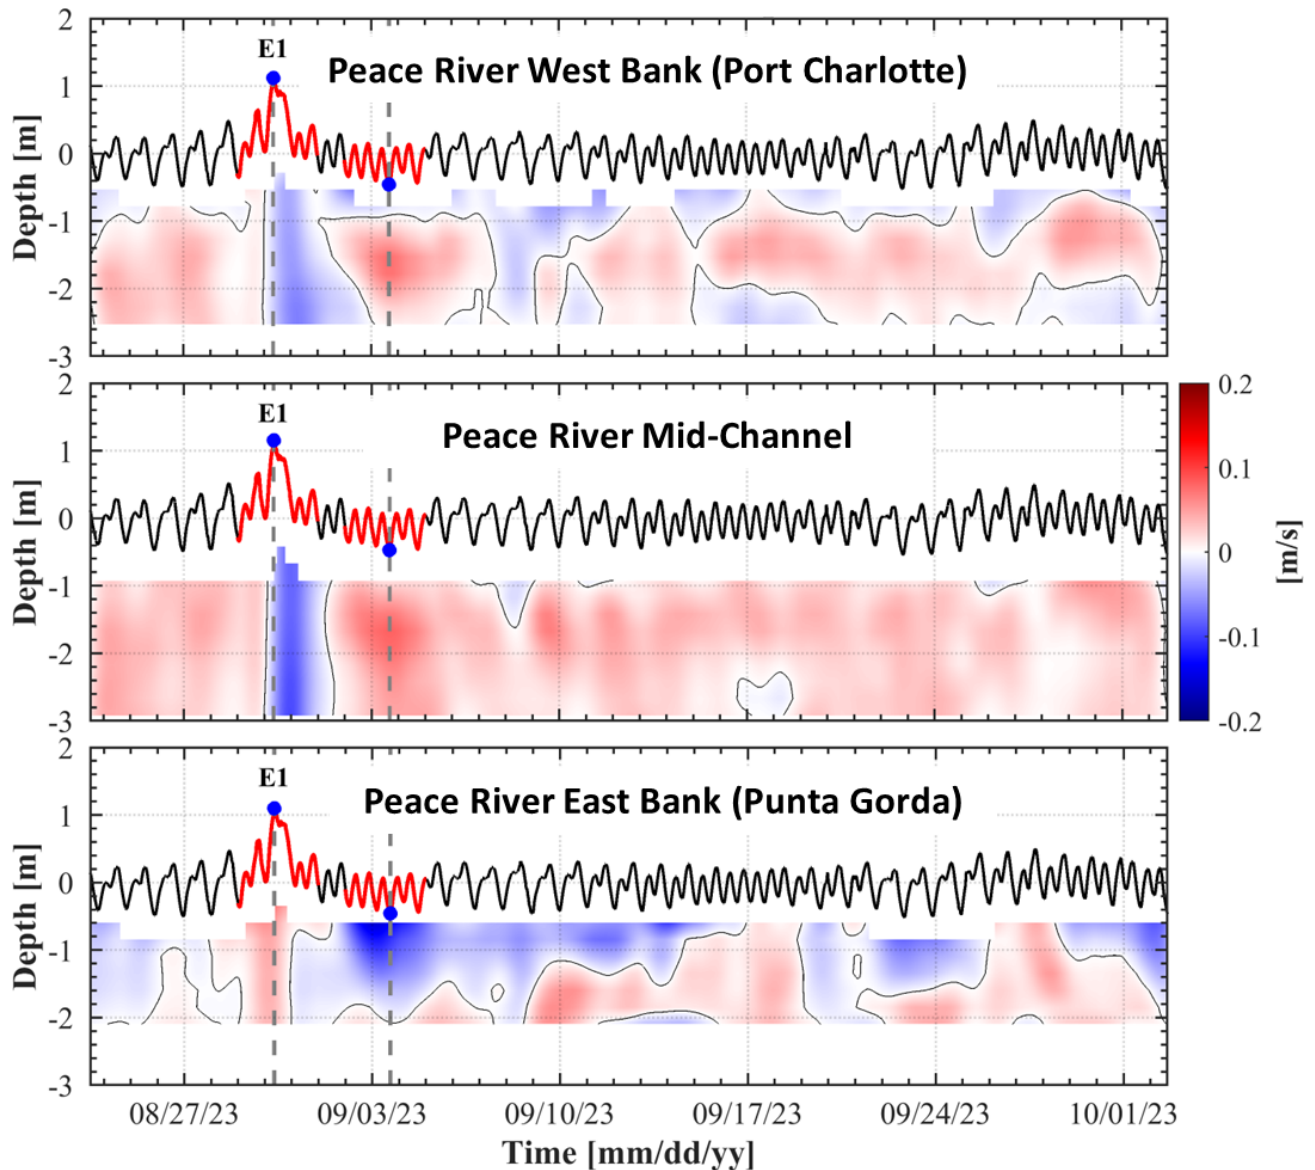 2
E1
Peace River West Bank (Port Charlotte)
1
0
-1
-2
-3
Depth [m]
2
E1
Peace River Mid-Channel
1
0
-1
-2
-3
Depth [m]
0.2
0.1
0
-0.1
-0.2
[m/s]
2
E1
Peace River East Bank (Punta Gorda)
1
0
-1
-2
-3
Depth [m]
08/27/23 09/03/23 09/10/23 09/17/23 09/24/23 10/01/23
Time [mm/dd/yy]